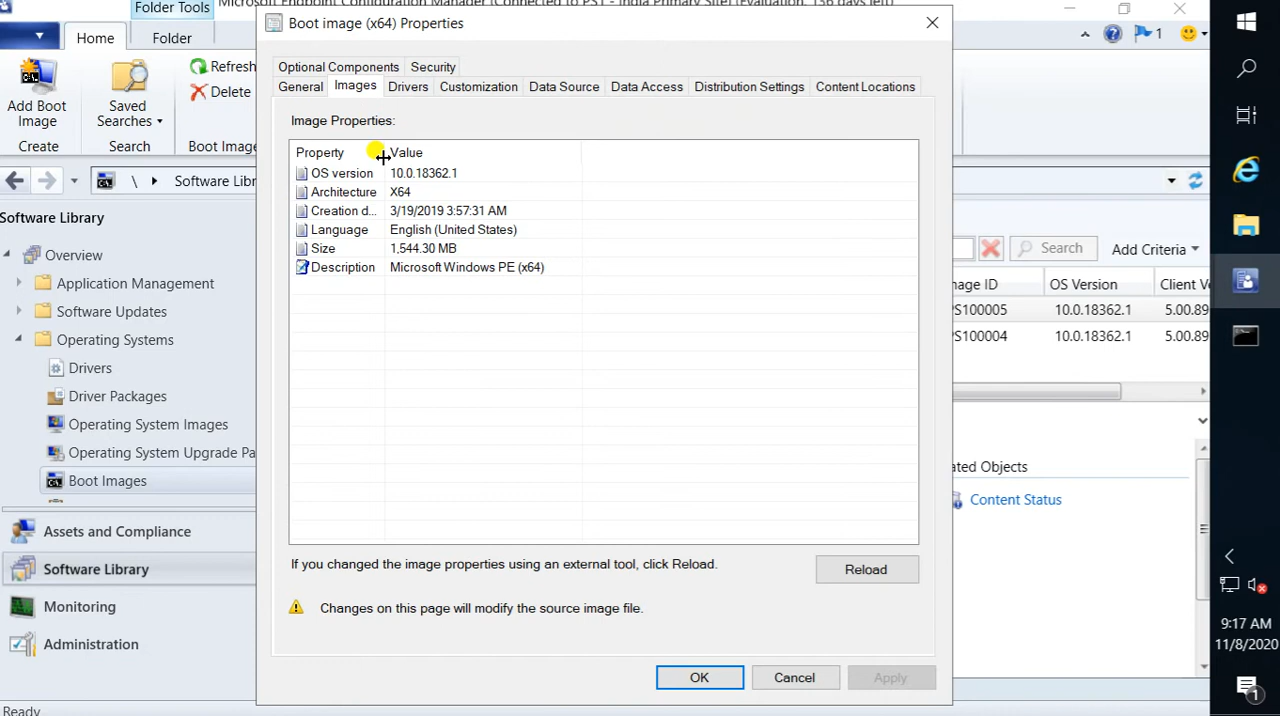 Folder Tools
Microsoft Endpoint Configuration Manager (Connected to PS1 - India Primary Site) (Evaluation, 136 days left)
Home
Folder
1
Add Boot
Image
Saved
Searches
Refresh
Delete
Create
Search
Boot Imag
\
Software Library
Software Library
Overview
Application Management
Software Updates
Operating Systems
Drivers
Driver Packages
Operating System Images
Operating System Upgrade Pa
Boot Images
Assets and Compliance
Software Library
Monitoring
Administration
Ready
Boot image (x64) Properties
Optional Components
Security
General
Images
Drivers
Customization
Data Source
Data Access
Distribution Settings
Content Locations
Image Properties:
Property Value
OS version 10.0.18362.1
Architecture X64
Creation d... 3/19/2019 3:57:31 AM
Language English (United States)
Size 1,544.30 MB
Description Microsoft Windows PE (x64)
If you changed the image properties using an external tool, click Reload.
Reload
Changes on this page will modify the source image file.
OK
Cancel
Apply
Search
Add Criteria
mage ID OS Version Client Ve
PS100005 10.0.18362.1 5.00.89
PS100004 10.0.18362.1 5.00.89
ated Objects
Content Status
9:17 AM
11/8/2020
1